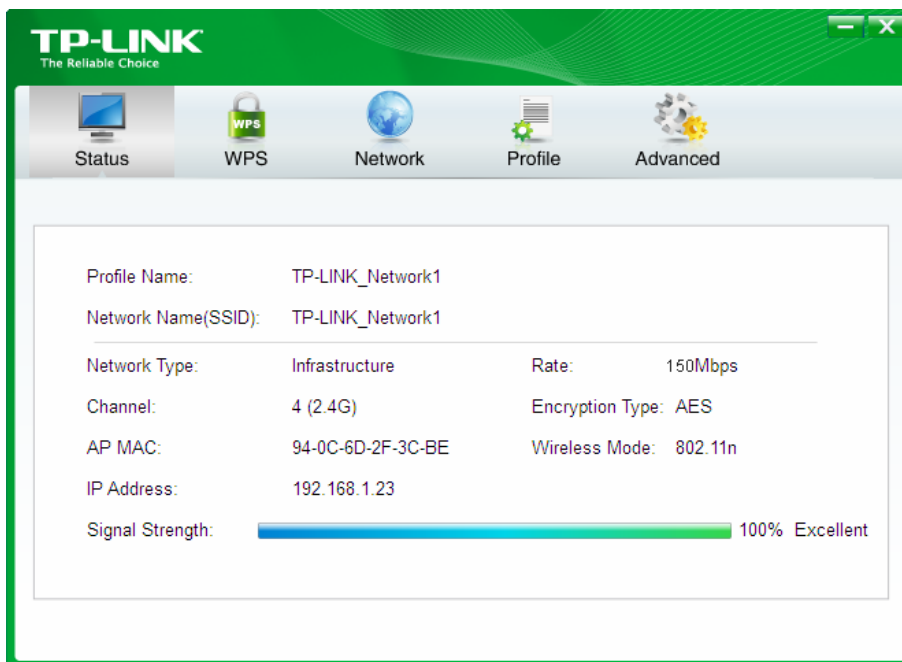 TP-LINK
The Reliable Choice
WPS
Status WPS Network Profile Advanced
Profile Name: TP-LINK_Network1
Network Name(SSID): TP-LINK_Network1
Network Type: Infrastructure Rate: 150Mbps
Channel: 4 (2.4G) Encryption Type: AES
AP MAC: 94-0C-6D-2F-3C-BE Wireless Mode: 802.11n
IP Address: 192.168.1.23
Signal Strength: 100% Excellent